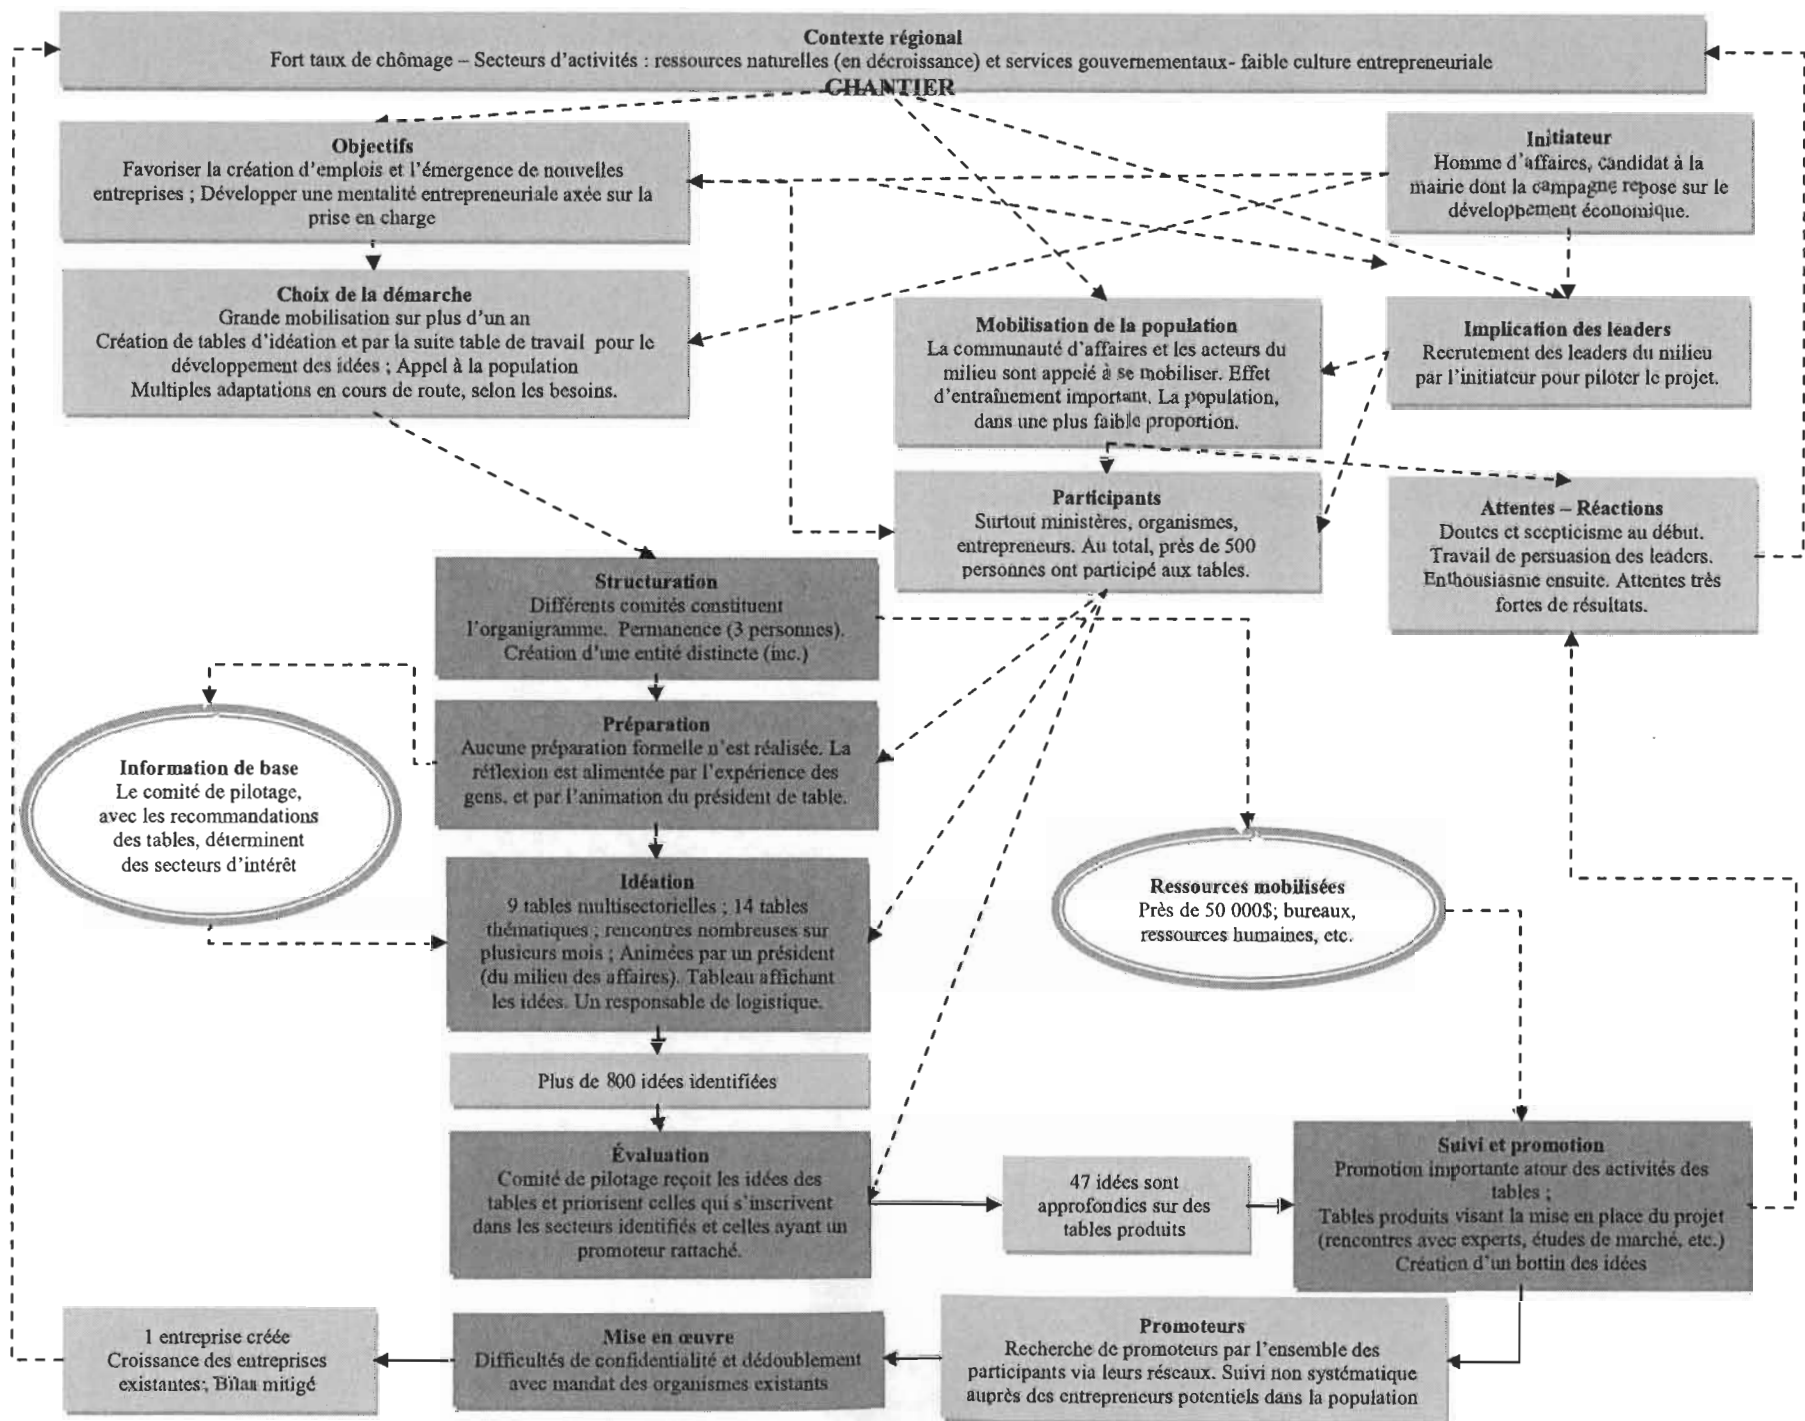 Contexte régional
Fort taux de chômage – Secteurs d'activités : ressources naturelles (en décroissance) et services gouvernementaux- faible culture entrepreneuriale
CHANTIER
Objectifs
Favoriser la création d'emplois et l'émergence de nouvelles
entreprises ; Développer une mentalité entrepreneuriale axée sur la
prise en charge
Initiateur
Homme d'affaires, candidat à la
mairie dont la campagne repose sur le
développement économique.
Choix de la démarche
Grande mobilisation sur plus d'un an
Création de tables d'idéation et par la suite table de travail pour le
développement des idées ; Appel à la population
Multiples adaptations en cours de route, selon les besoins.
Mobilisation de la population
La communauté d'affaires et les acteurs du
milieu sont appelé à se mobiliser. Effet
d'entraînement important. La population,
dans une plus faible proportion.
Implication des leaders
Recrutement des leaders du milieu
par l'initiateur pour piloter le projet.
Participants
Surtout ministères, organismes,
entrepreneurs. Au total, près de 500
personnes ont participé aux tables.
Attentes – Réactions
Doutes et scepticisme au début.
Travail de persuasion des leaders.
Enthousiasme ensuite. Attentes très
fortes de résultats.
Structuration
Différents comités constituent
l'organigramme. Permanence (3 personnes).
Création d'une entité distincte (inc.)
Préparation
Aucune préparation formelle n'est réalisée. La
réflexion est alimentée par l'expérience des
gens, et par l'animation du président de table.
Information de base
Le comité de pilotage,
avec les recommandations
des tables, déterminent
des secteurs d'intérêt
Idéation
9 tables multisectorielles ; 14 tables
thématiques ; rencontres nombreuses sur
plusieurs mois ; Animées par un président
(du milieu des affaires). Tableau affichant
les idées. Un responsable de logistique.
Ressources mobilisées
Près de 50 000$; bureaux,
ressources humaines, etc.
Plus de 800 idées identifiées
Évaluation
Comité de pilotage reçoit les idées des
tables et priorisent celles qui s'inscrivent
dans les secteurs identifiés et celles ayant un
promoteur rattaché.
47 idées sont
approfondies sur des
tables produits
Suivi et promotion
Promotion importante atour des activités des
tables ;
Tables produits visant la mise en place du projet
(rencontres avec experts, études de marché, etc.)
Création d'un bottin des idées
1 entreprise créée
Croissance des entreprises
existantes; Bilan mitigé
Mise en œuvre
Difficultés de confidentialité et dédoublement
avec mandat des organismes existants
Promoteurs
Recherche de promoteurs par l'ensemble des
participants via leurs réseaux. Suivi non systématique
auprès des entrepreneurs potentiels dans la population